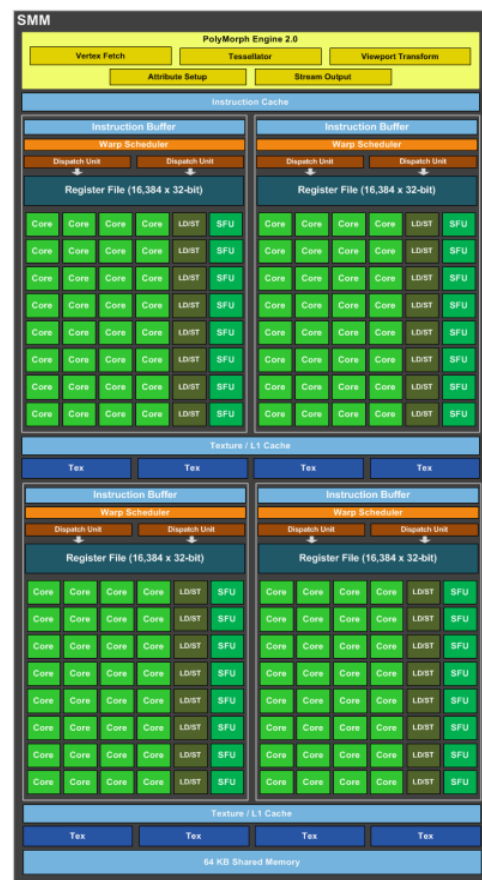 SMM
PolyMorph Engine 2.0
Vertex Fetch Tessellator Viewport Transform
Attribute Setup Stream Output
Instruction Cache
Instruction Buffer Instruction Buffer
Warp Scheduler Warp Scheduler
Dispatch Unit Dispatch Unit Dispatch Unit Dispatch Unit
Register File (16,384 x 32-bit) Register File (16,384 x 32-bit)
Core Core Core Core LD/ST SFU Core Core Core Core LD/ST SFU
Core Core Core Core LD/ST SFU Core Core Core Core LD/ST SFU
Core Core Core Core LD/ST SFU Core Core Core Core LD/ST SFU
Core Core Core Core LD/ST SFU Core Core Core Core LD/ST SFU
Core Core Core Core LD/ST SFU Core Core Core Core LD/ST SFU
Core Core Core Core LD/ST SFU Core Core Core Core LD/ST SFU
Core Core Core Core LD/ST SFU Core Core Core Core LD/ST SFU
Core Core Core Core LD/ST SFU Core Core Core Core LD/ST SFU
Texture / L1 Cache
Tex Tex Tex Tex
Instruction Buffer Instruction Buffer
Warp Scheduler Warp Scheduler
Dispatch Unit Dispatch Unit Dispatch Unit Dispatch Unit
Register File (16,384 x 32-bit) Register File (16,384 x 32-bit)
Core Core Core Core LD/ST SFU Core Core Core Core LD/ST SFU
Core Core Core Core LD/ST SFU Core Core Core Core LD/ST SFU
Core Core Core Core LD/ST SFU Core Core Core Core LD/ST SFU
Core Core Core Core LD/ST SFU Core Core Core Core LD/ST SFU
Core Core Core Core LD/ST SFU Core Core Core Core LD/ST SFU
Core Core Core Core LD/ST SFU Core Core Core Core LD/ST SFU
Core Core Core Core LD/ST SFU Core Core Core Core LD/ST SFU
Core Core Core Core LD/ST SFU Core Core Core Core LD/ST SFU
Texture / L1 Cache
Tex Tex Tex Tex
64 KB Shared Memory